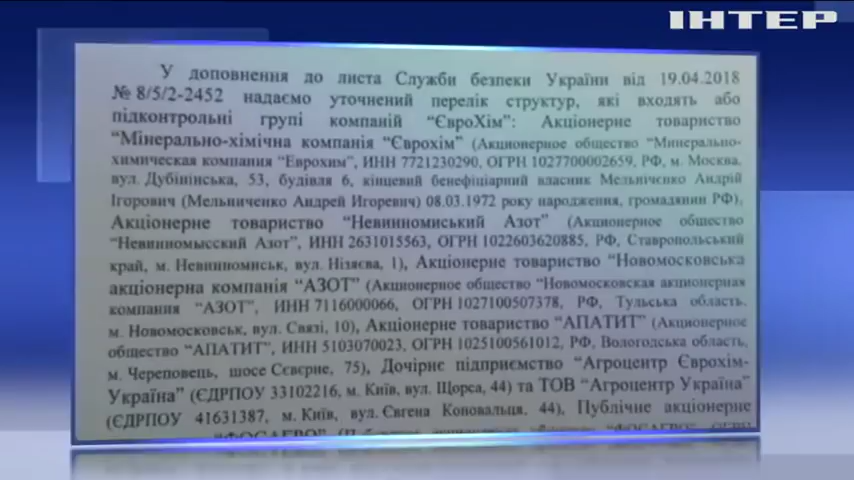 ІНТЕР
У доповнення до листа Служби безпеки України від 19.04.2018
№ 8/5/2-2452 надаємо уточнений перелік структур, які входять або
підконтрольні групі компаній “ЄвроХім”: Акціонерне товариство
“Мінерально-хімічна компанія “Єврохім” (Акционерное общество “Минерально-
химическая компания “Еврохим”, ИНН 7721230290, ОГРН 1027700002659, РФ, м. Москва,
вул. Дубінінська, 53, будівля 6, кінцевий бенефіціарний власник Мельніченко Андрій
Ігорович (Мельниченко Андрей Игоревич) 08.03.1972 року народження, громадянин РФ),
Акціонерне товариство “Невинномиський Азот” (Акционерное общество
“Невинномысский Азот”, ИНН 2631015563, ОГРН 1022603620885, РФ, Ставропольський
край, м. Невинномиськ, вул. Нізяєва, 1), Акціонерне товариство “Новомосковська
акціонерна компанія “АЗОТ” (Акционерное общество “Новомосковская акционерная
компания “АЗОТ”, ИНН 7116000066, ОГРН 1027100507378, РФ, Тульська область,
м. Новомосковськ, вул. Связі, 10), Акціонерне товариство “АПАТИТ” (Акционерное
общество “АПАТИТ”, ИНН 5103070023, ОГРН 1025100561012, РФ, Вологодська область,
м. Череповець, шосе Сєвєрне, 75), Дочірнє підприємство “Агроцентр Єврохім-
Україна” (ЄДРПОУ 33102216, м. Київ, вул. Щорса, 44) та ТОВ “Агроцентр Україна”
(ЄДРПОУ 41631387, м. Київ, вул. Євгена Коновальця, 44), Публічне акціонерне